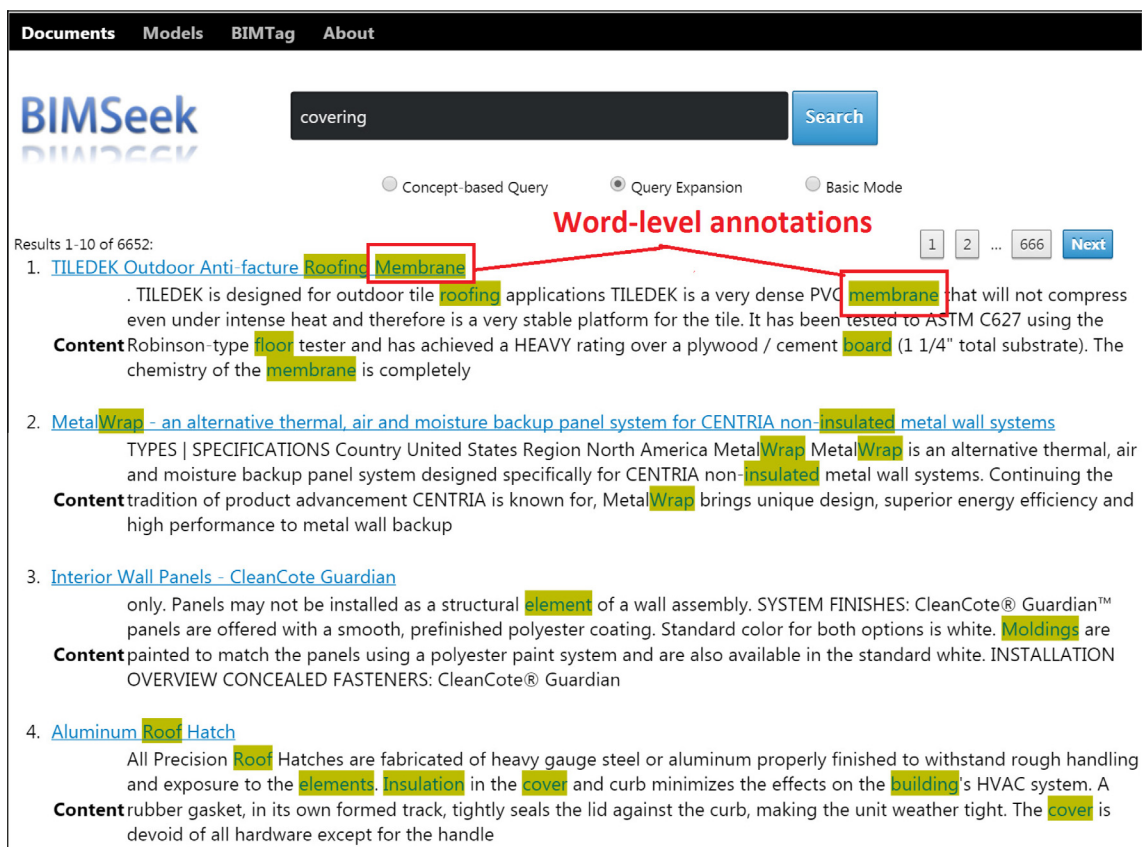 Documents Models BIMTag About
BIMSeek
covering Search
Concept-based Query Query Expansion Basic Mode
Word-level annotations
Results 1-10 of 6652: 1 2 ... 666 Next
1. TILEDEK Outdoor Anti-facture Roofing Membrane
. TILEDEK is designed for outdoor tile roofing applications TILEDEK is a very dense PVC membrane that will not compress
even under intense heat and therefore is a very stable platform for the tile. It has been tested to ASTM C627 using the
Content Robinson-type floor tester and has achieved a HEAVY rating over a plywood / cement board (1 1/4" total substrate). The
chemistry of the membrane is completely
2. MetalWrap - an alternative thermal, air and moisture backup panel system for CENTRIA non-insulated metal wall systems
TYPES | SPECIFICATIONS Country United States Region North America MetalWrap MetalWrap is an alternative thermal, air
and moisture backup panel system designed specifically for CENTRIA non-insulated metal wall systems. Continuing the
Content tradition of product advancement CENTRIA is known for, MetalWrap brings unique design, superior energy efficiency and
high performance to metal wall backup
3. Interior Wall Panels - CleanCote Guardian
only. Panels may not be installed as a structural element of a wall assembly. SYSTEM FINISHES: CleanCote® Guardian™
panels are offered with a smooth, prefinished polyester coating. Standard color for both options is white. Moldings are
Content painted to match the panels using a polyester paint system and are also available in the standard white. INSTALLATION
OVERVIEW CONCEALED FASTENERS: CleanCote® Guardian
4. Aluminum Roof Hatch
All Precision Roof Hatches are fabricated of heavy gauge steel or aluminum properly finished to withstand rough handling
and exposure to the elements. Insulation in the cover and curb minimizes the effects on the building's HVAC system. A
Content rubber gasket, in its own formed track, tightly seals the lid against the curb, making the unit weather tight. The cover is
devoid of all hardware except for the handle